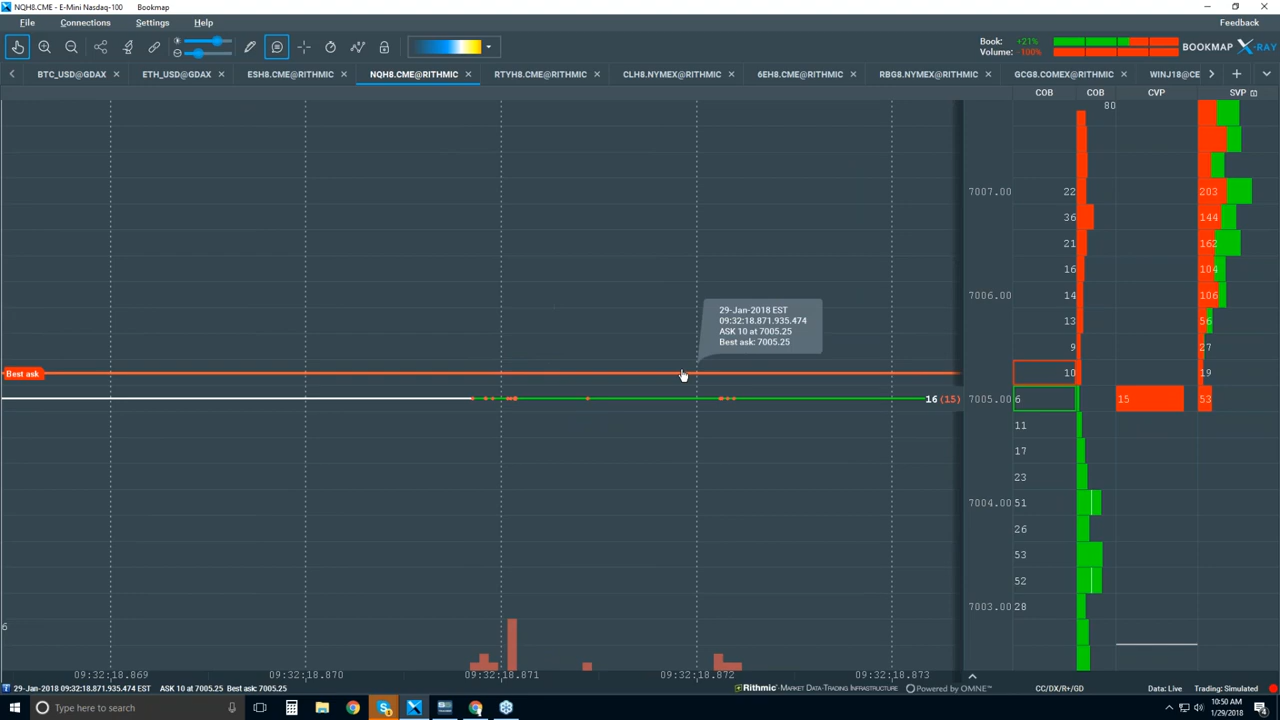 NQH8.CME - E-Mini Nasdaq-100 Bookmap
File Connections Settings Help Feedback
Book: +21%
Volume: -100%
BOOKMAP X-RAY
BTC_USD@GDAX ETH_USD@GDAX ESH8.CME@RITHMIC NQH8.CME@RITHMIC RTYH8.CME@RITHMIC CLH8.NYMEX@RITHMIC 6EH8.CME@RITHMIC RBG8.NYMEX@RITHMIC GCG8.COMEX@RITHMIC WINJ18@CE
COB COB CVP SVP
80
7007.00 22 203
36 144
21 162
16 104
7006.00 14 106
13 56
9 27
29-Jan-2018 EST
09:32:18.871.935.474
ASK 10 at 7005.25
Best ask: 7005.25
Best ask 10 19
16 (15) 7005.00 6 15 53
11
17
23
7004.00 51
26
53
52
7003.00 28
6
09:32:18.869 09:32:18.870 09:32:18.871 09:32:18.872 09:32:18.873
29-Jan-2018 09:32:18.871.935.474 EST ASK 10 at 7005.25 Best ask: 7005.25 Rithmic - Market Data-Trading Infrastructure Powered by OMNE™ CC/DX/R+/GD Data: Live Trading: Simulated
Type here to search
10:50 AM
1/29/2018
4